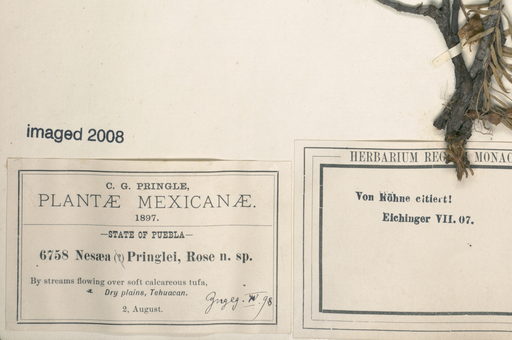 imaged 2008
C. G. PRINGLE,
PLANTÆ MEXICANÆ.
1897.
—STATE OF PUEBLA—
6758 Nesæa (?) Pringlei, Rose n. sp.
By streams flowing over soft calcareous tufa,
Dry plains, Tehuacan.
2, August.
HERBARIUM MONAC
Von Köhne citiert!
Eichinger VII. 07.